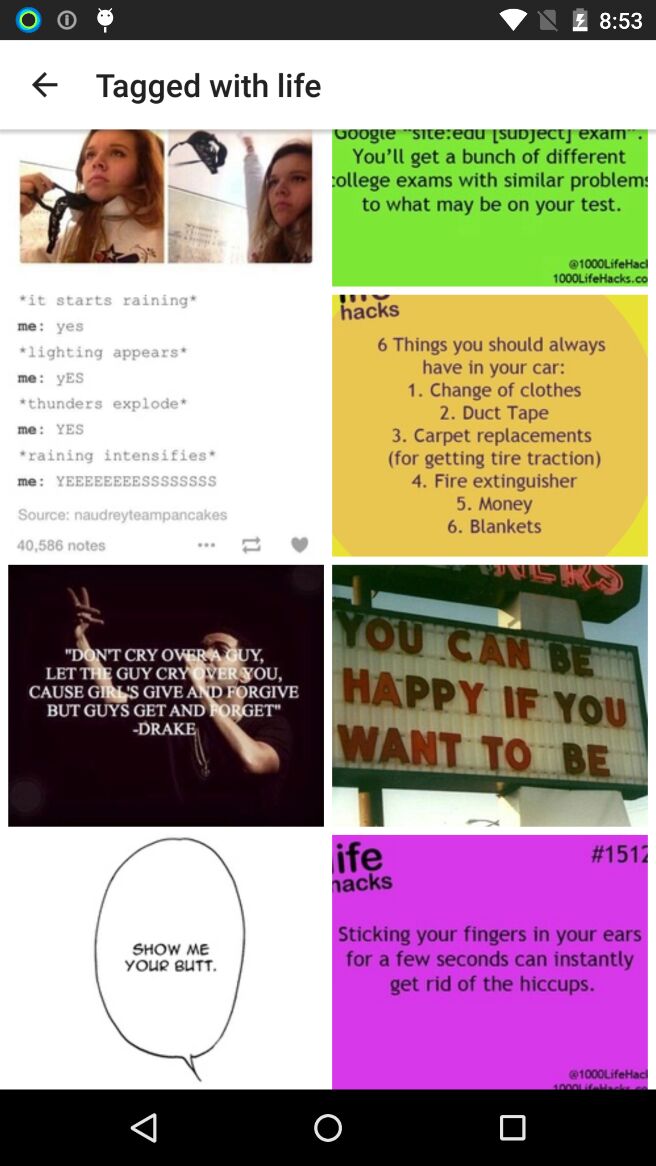 8:53
Tagged with life
Google "site:edu [subject] exam".
You'll get a bunch of different
college exams with similar problems
to what may be on your test.
@1000LifeHac
1000LifeHacks.co
*it starts raining*
me: yes
*lighting appears*
me: yES
*thunders explode*
me: YES
*raining intensifies*
me: YEEEEEEEEESSSSSSSS
Source: naudreyteampancakes
40,586 notes
hacks
6 Things you should always
have in your car:
1. Change of clothes
2. Duct Tape
3. Carpet replacements
(for getting tire traction)
4. Fire extinguisher
5. Money
6. Blankets
"DON'T CRY OVER A GUY,
LET THE GUY CRY OVER YOU,
CAUSE GIRL'S GIVE AND FORGIVE
BUT GUYS GET AND FORGET"
-DRAKE
YOU CAN BE
HAPPY IF YOU
WANT TO BE
SHOW ME
YOUR BUTT.
ife
hacks
#1512
Sticking your fingers in your ears
for a few seconds can instantly
get rid of the hiccups.
@1000LifeHac
1000LifeHacks.co